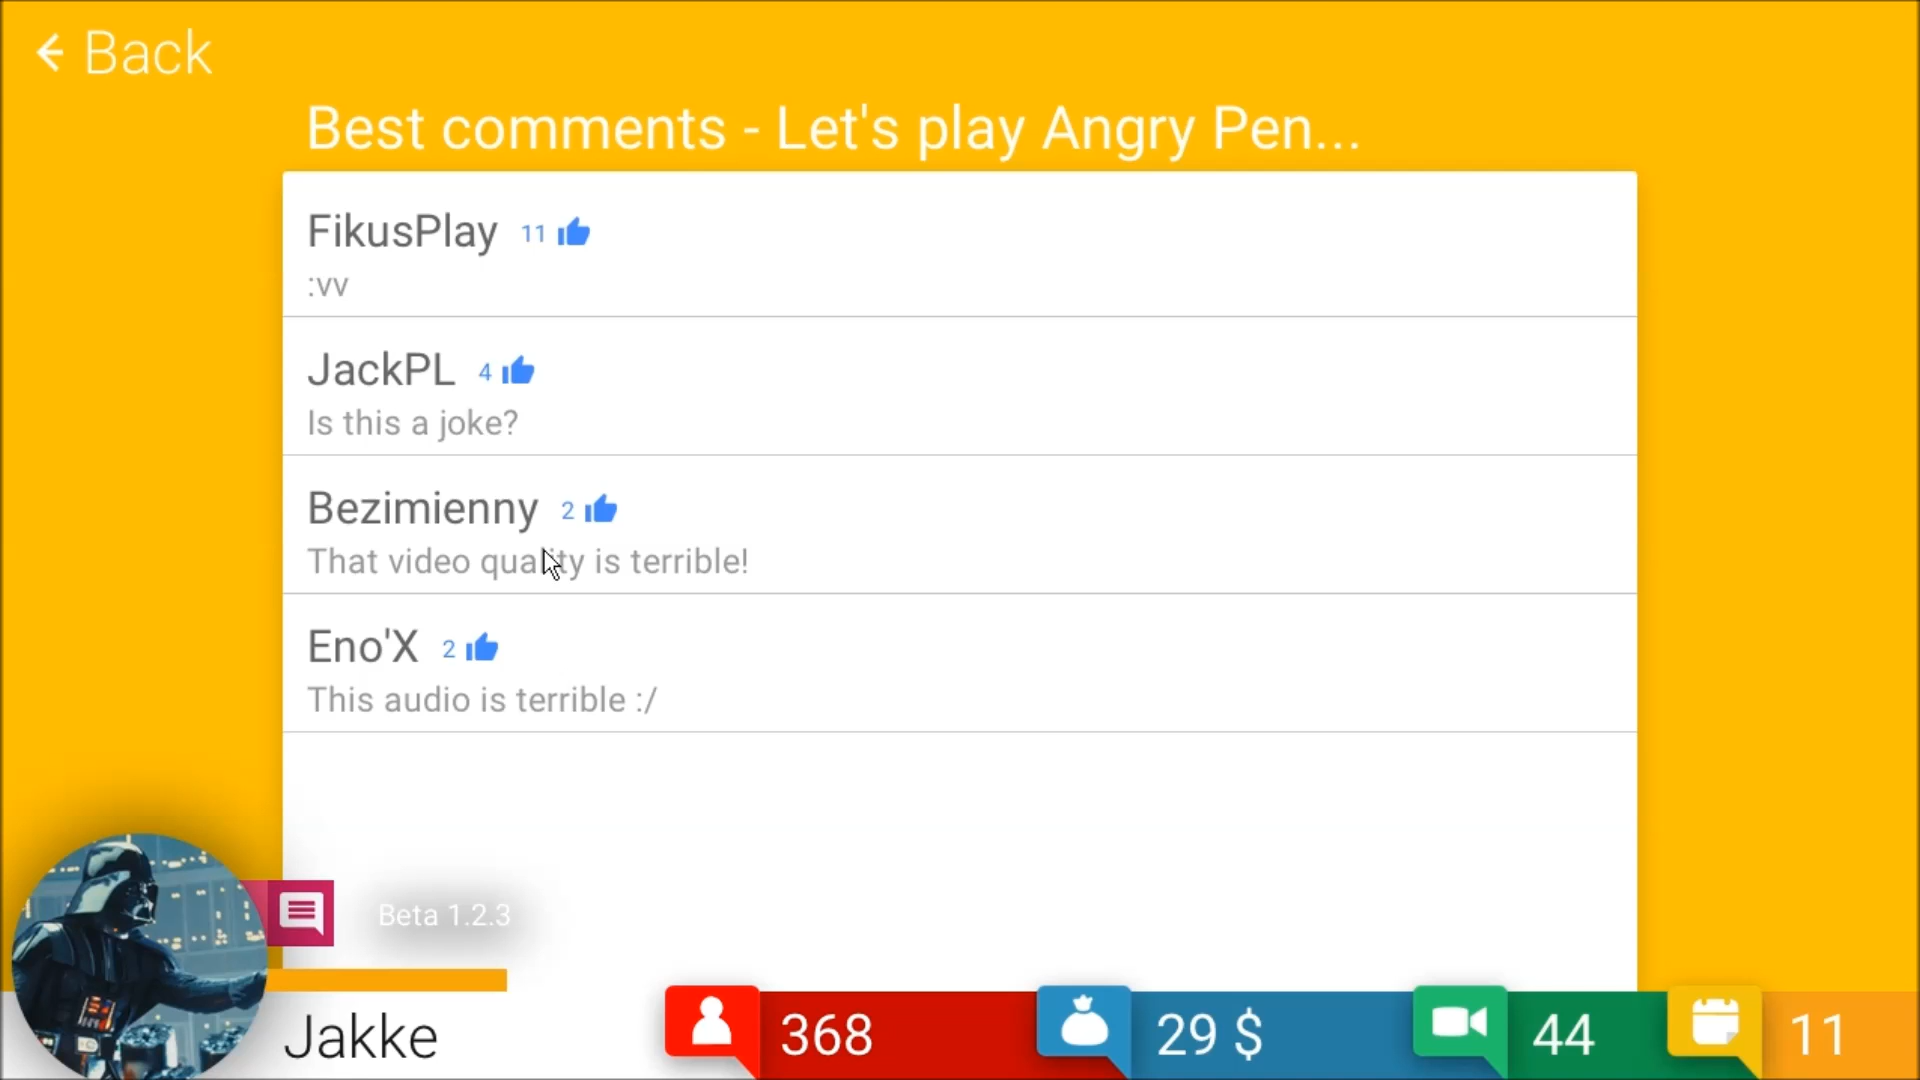 Back
Best comments - Let's play Angry Pen...
FikusPlay 11
:vv
JackPL 4
Is this a joke?
Bezimienny 2
That video quality is terrible!
Eno'X 2
This audio is terrible :/
Beta 1.2.3
Jakke 368 29 $ 44 11